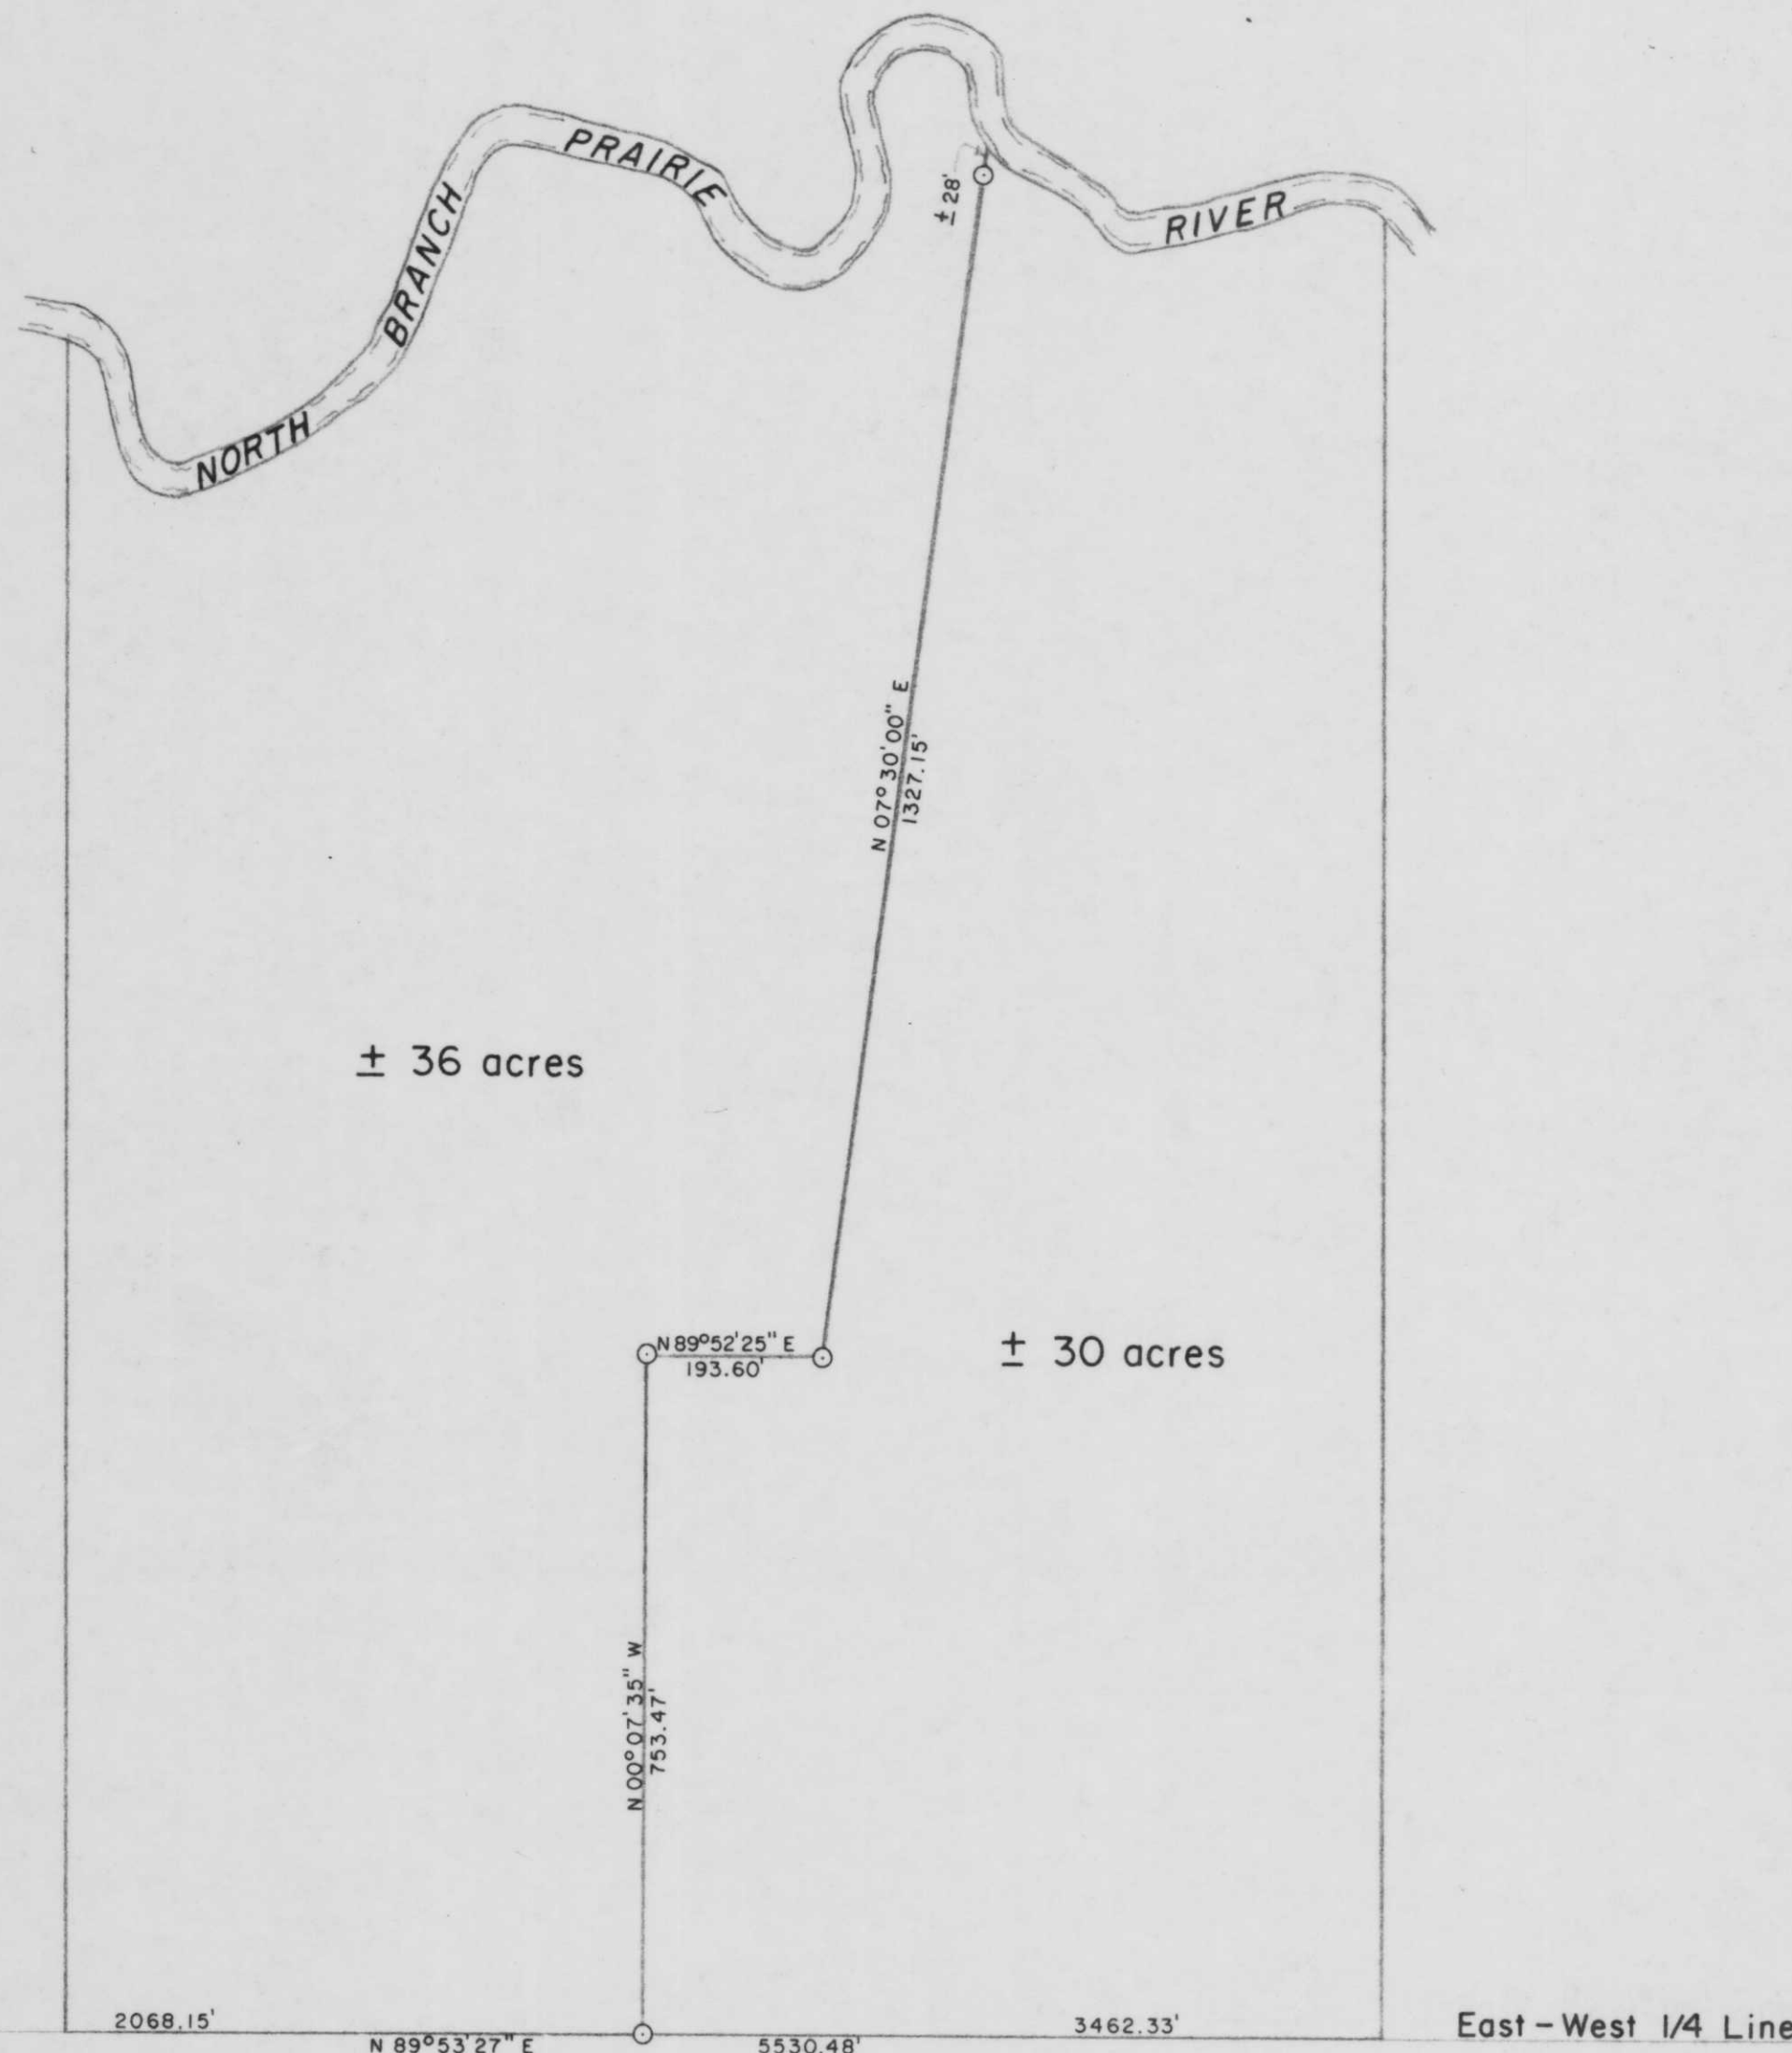 NORTH BRANCH PRAIRIE RIVER
± 28'
N 07° 30' 00" E
1327.15'
± 36 acres
N 89° 52' 25" E
193.60'
± 30 acres
N 00° 07' 35" W
753.47'
2068.15'
3462.33'
East - West 1/4 Line
N 89° 53' 27" E
5530.48'